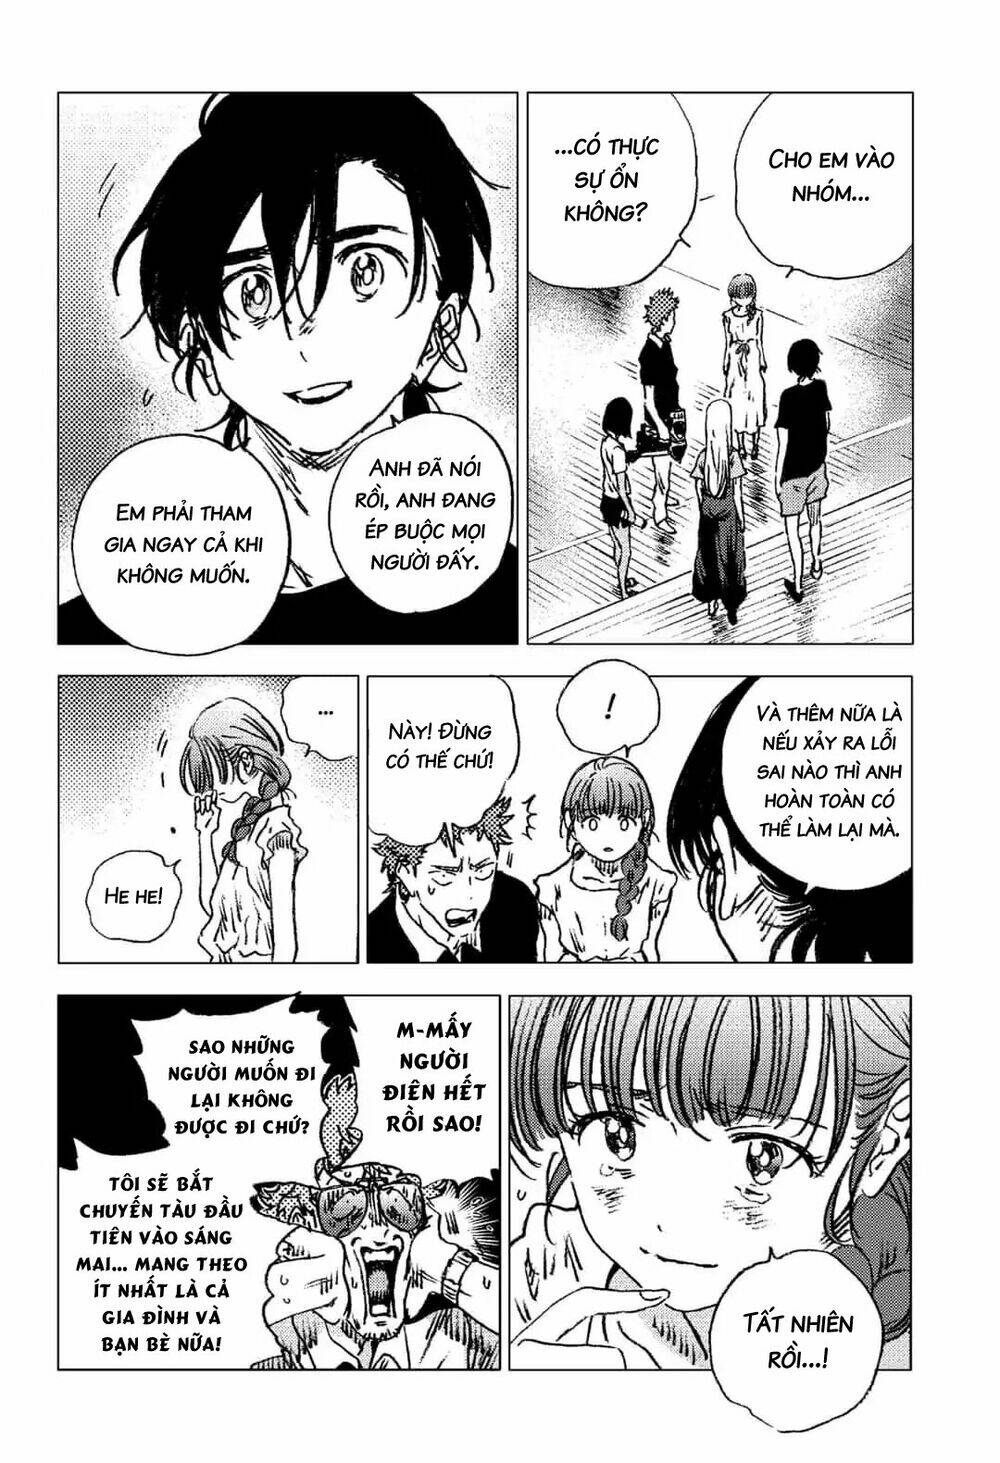 CHO EM VÀO
NHÓM...
...CÓ THỰC
SỰ ỔN
KHÔNG?
ANH ĐÃ NÓI
RỒI, ANH ĐANG
ÉP BUỘC MỌI
NGƯỜI ĐẤY.
EM PHẢI THAM
GIA NGAY CẢ KHI
KHÔNG MUỐN.
VÀ THÊM NỮA LÀ
NẾU XẢY RA LỖI
SAI NÀO THÌ ANH
HOÀN TOÀN CÓ
THỂ LÀM LẠI MÀ.
!
NÀY! ĐỪNG
CÓ THẾ CHỨ!
...
HE HE!
TẤT NHIÊN
RỒI...!
M-MẤY
NGƯỜI
ĐIÊN HẾT
RỒI SAO!
SAO NHỮNG
NGƯỜI MUỐN ĐI
LẠI KHÔNG
ĐƯỢC ĐI CHỨ?
TÔI SẼ BẮT
CHUYẾN TÀU ĐẦU
TIÊN VÀO SÁNG
MAI... MANG THEO
ÍT NHẤT LÀ CẢ
GIA ĐÌNH VÀ
BẠN BÈ NỮA!